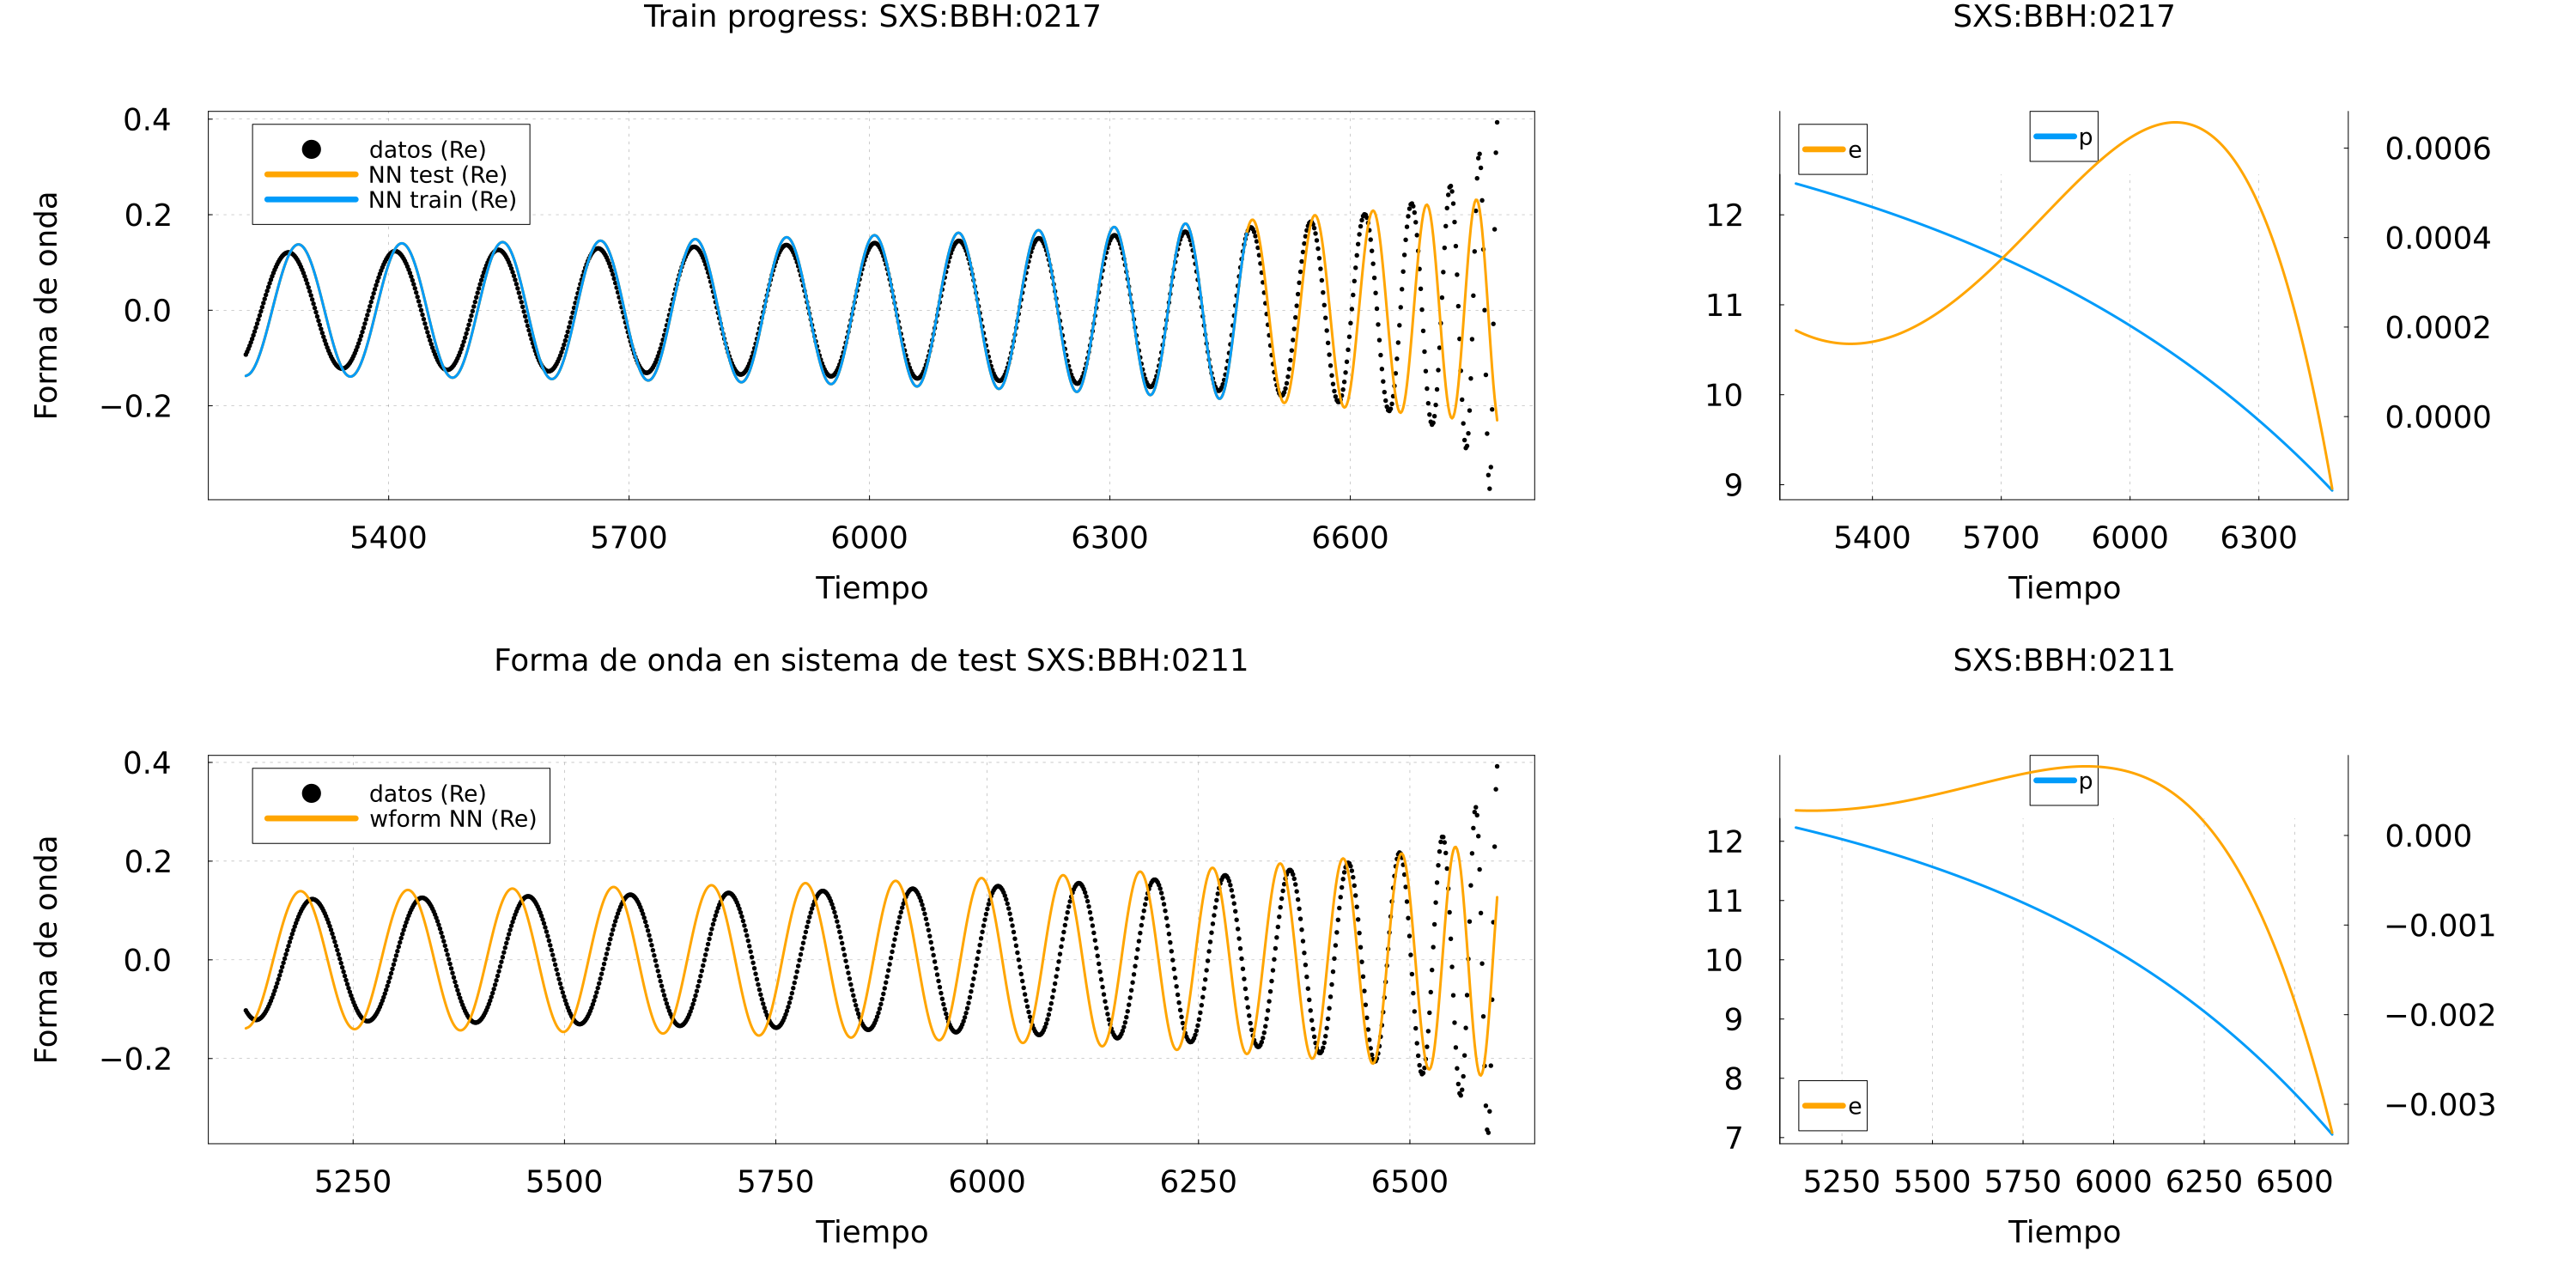 Train progress: SXS:BBH:0217
0.4
0.2
0.0
−0.2
Forma de onda
datos (Re)
NN test (Re)
NN train (Re)
5400 5700 6000 6300 6600
Tiempo
SXS:BBH:0217
e
p
12
11
10
9
0.0006
0.0004
0.0002
0.0000
5400 5700 6000 6300
Tiempo
Forma de onda en sistema de test SXS:BBH:0211
0.4
0.2
0.0
−0.2
Forma de onda
datos (Re)
wform NN (Re)
5250 5500 5750 6000 6250 6500
Tiempo
SXS:BBH:0211
p
e
12
11
10
9
8
7
0.000
−0.001
−0.002
−0.003
5250 5500 5750 6000 6250 6500
Tiempo